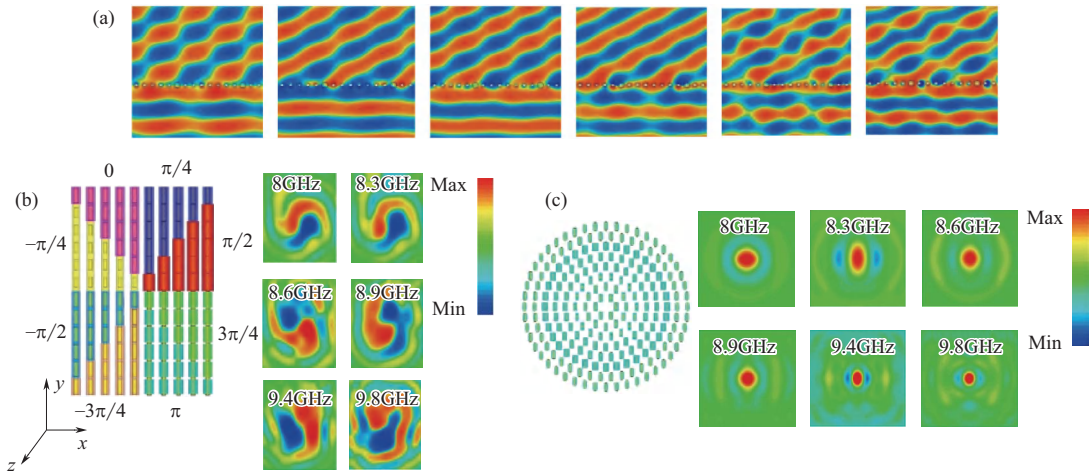 (a)
(b)
0
π/4
−π/4
π/2
−π/2
3π/4
−3π/4
π
y
x
z
8GHz
8.3GHz
8.6GHz
8.9GHz
9.4GHz
9.8GHz
Max
Min
(c)
8GHz
8.3GHz
8.6GHz
8.9GHz
9.4GHz
9.8GHz
Max
Min